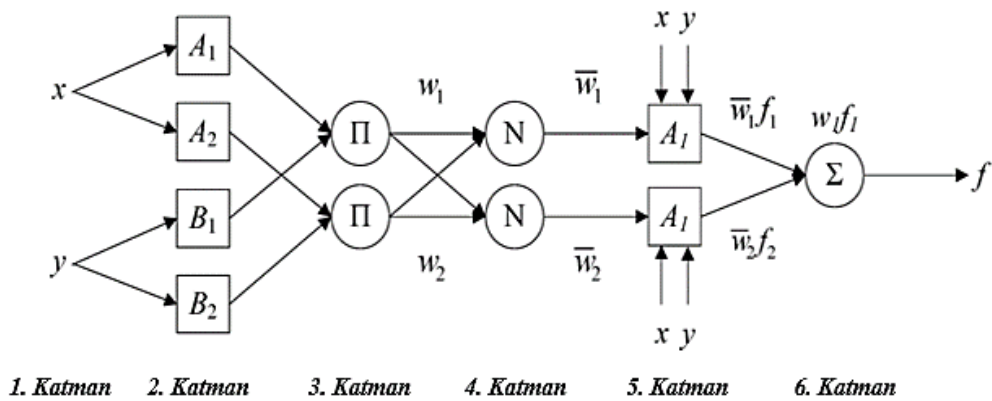 x y
A₁
w₁ w̅₁
x
w̅₁f₁ w₁f₁
A₂ Π N A₁
Σ f
B₁ Π N A₁
y
w₂ w̅₂ w̅₂f₂
B₂
x y
1. Katman 2. Katman 3. Katman 4. Katman 5. Katman 6. Katman